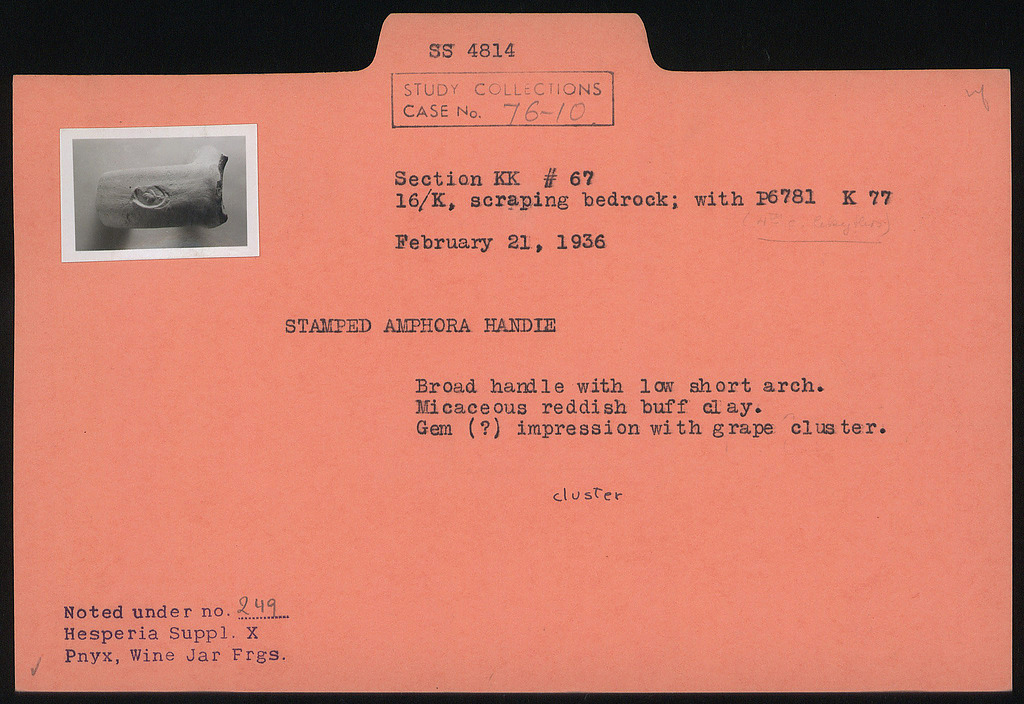 SS 4814
STUDY COLLECTIONS
CASE No. 76-10
Section KK # 67
16/K, scraping bedrock; with P6781 K 77
February 21, 1936
STAMPED AMPHORA HANDIE
Broad handle with low short arch.
Micaceous reddish buff clay.
Gem (?) impression with grape cluster.
cluster
Noted under no. 249
Hesperia Suppl. X
Pnyx, Wine Jar Frgs.